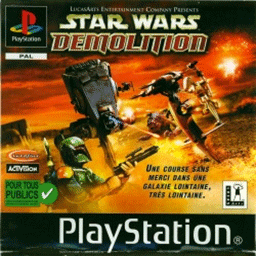 LucasArts Entertainment Company Presents
STAR WARS
DEMOLITION
PlayStation
PAL
ACTIVISION
POUR TOUS
PUBLICS
UNE COURSE SANS
MERCI DANS UNE
GALAXIE LOINTAINE,
TRÈS LOINTAINE.
PlayStation®